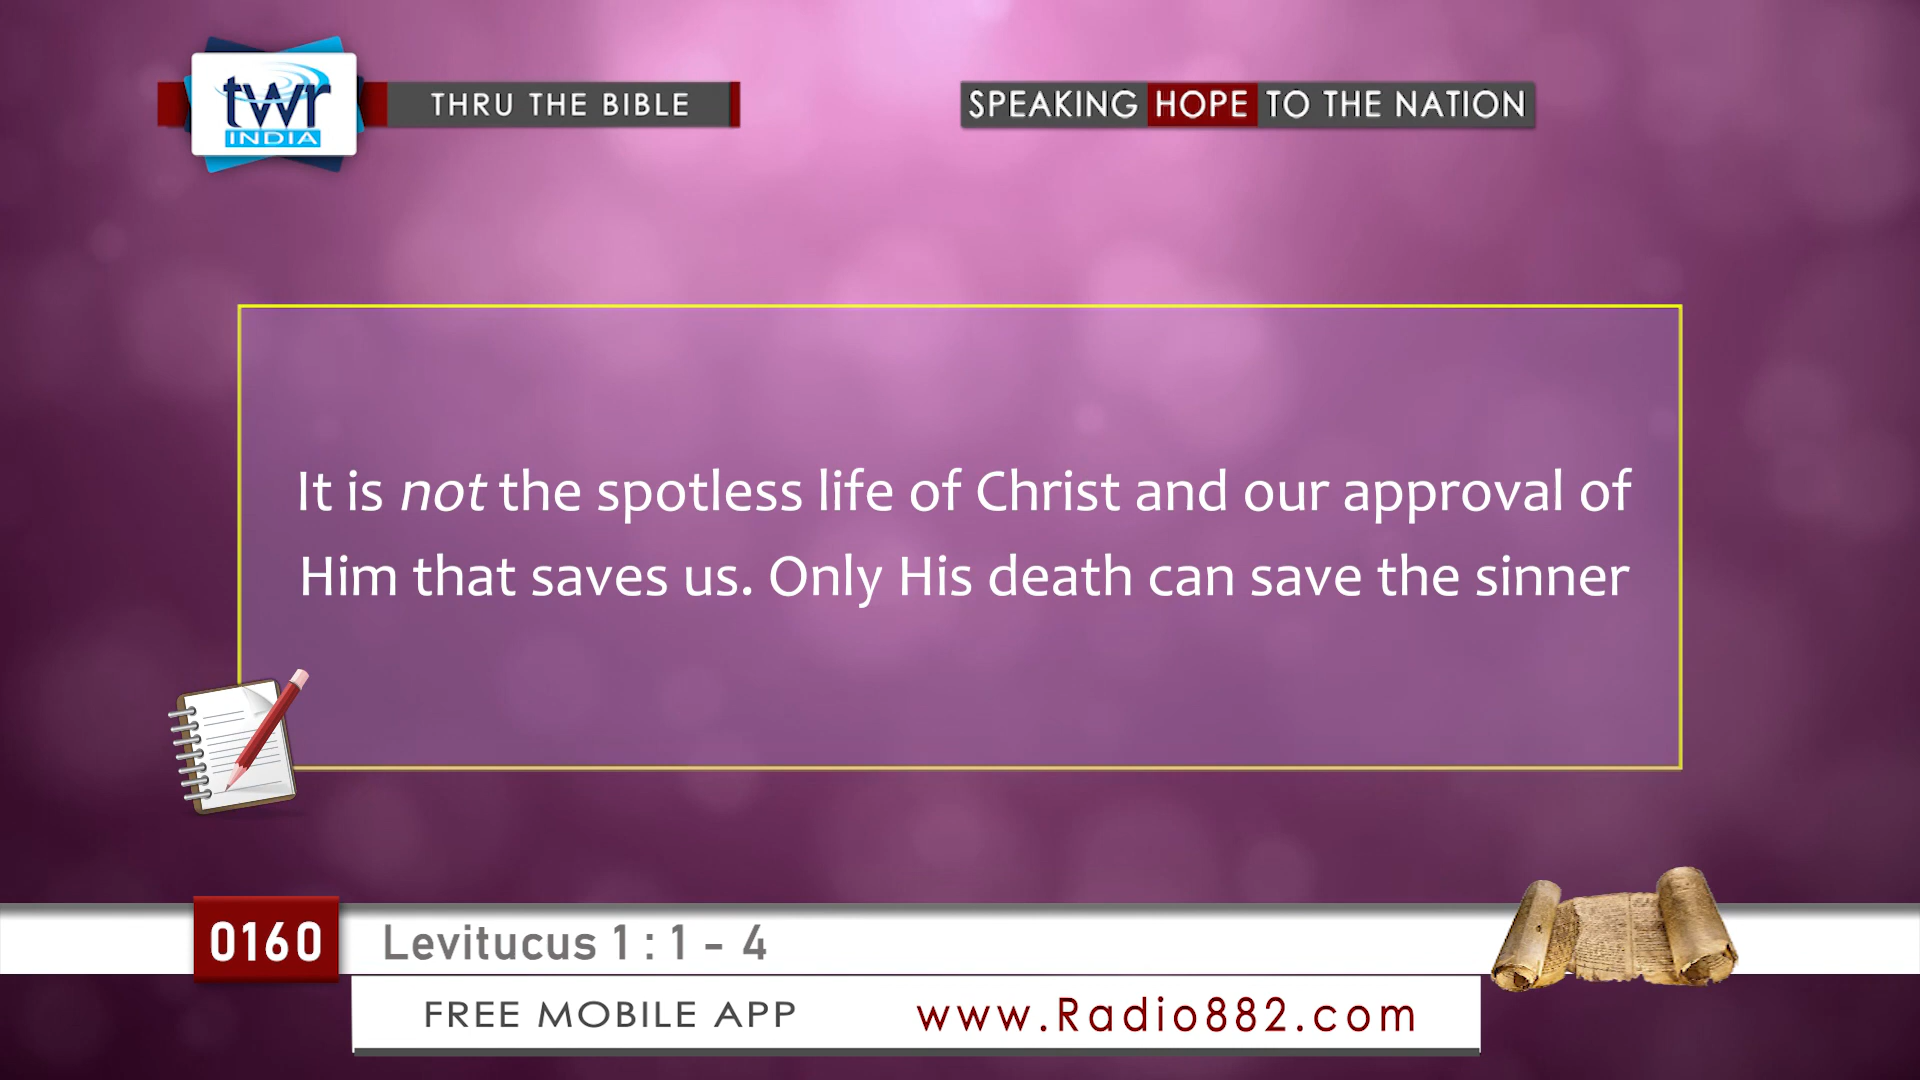 twr
INDIA
THRU THE BIBLE
SPEAKING HOPE TO THE NATION
It is not the spotless life of Christ and our approval of
Him that saves us. Only His death can save the sinner
0160
Levitucus 1 : 1 - 4
FREE MOBILE APP
www.Radio882.com